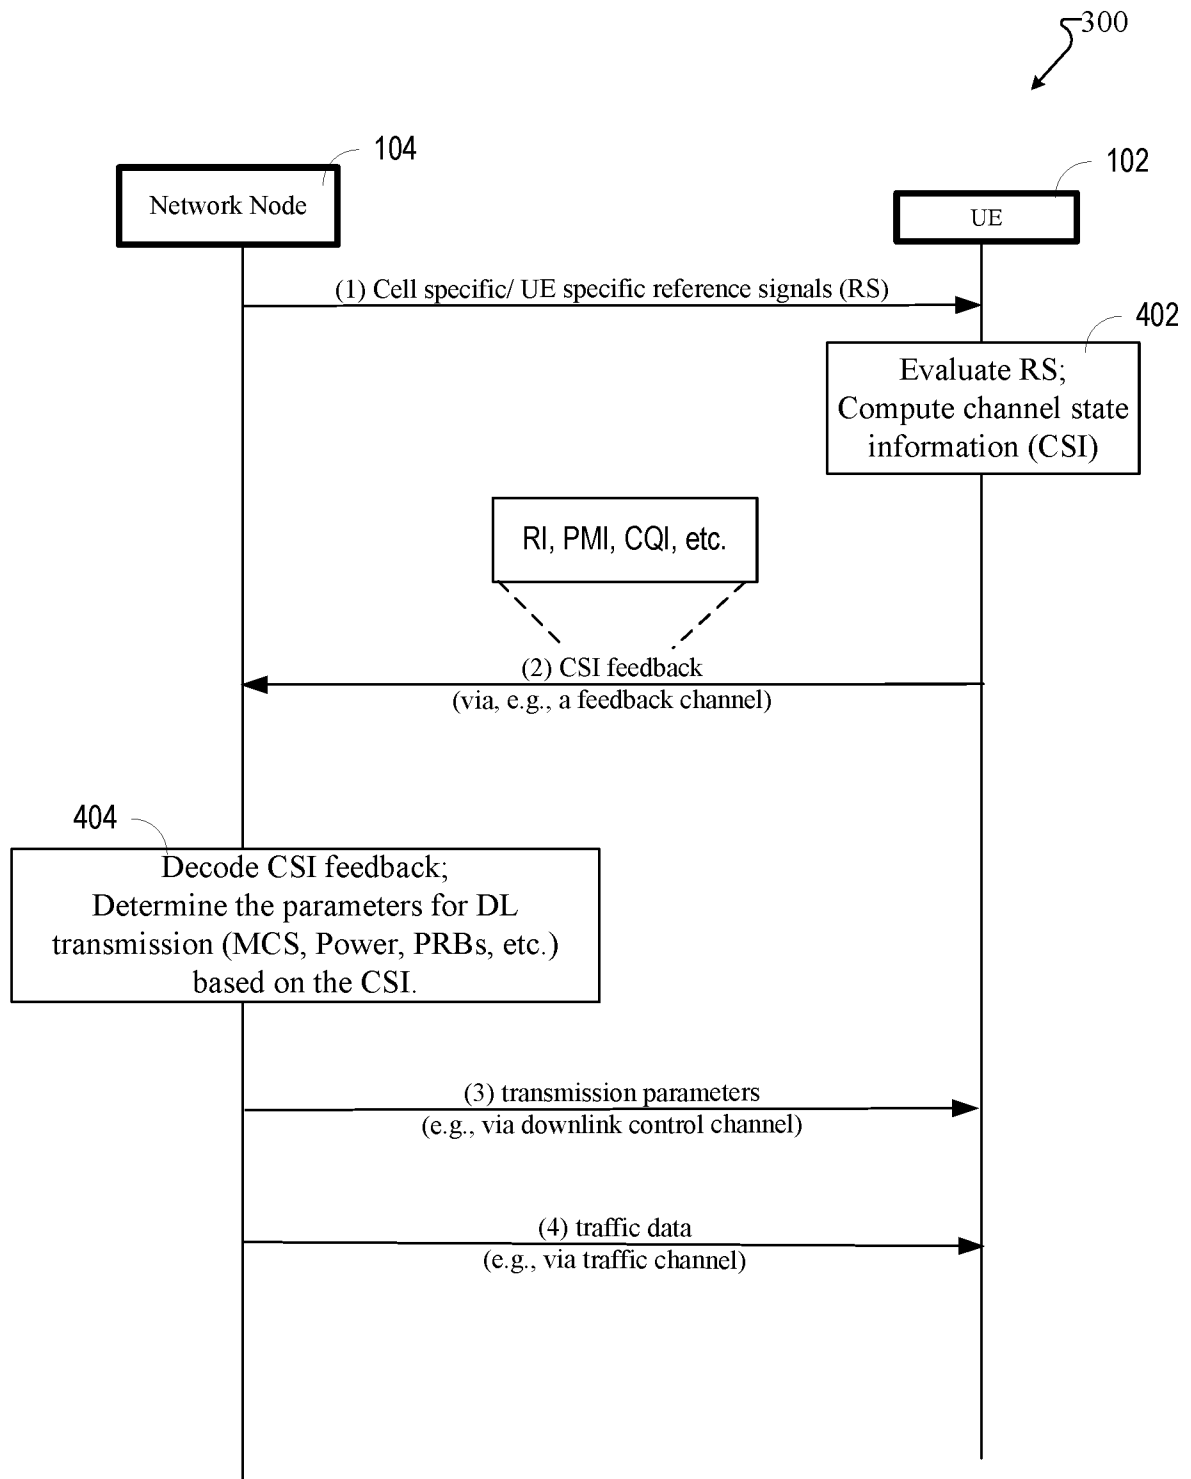 300
104
102
Network Node
UE
(1) Cell specific/ UE specific reference signals (RS)
402
Evaluate RS;
Compute channel state
information (CSI)
RI, PMI, CQI, etc.
(2) CSI feedback
(via, e.g., a feedback channel)
404
Decode CSI feedback;
Determine the parameters for DL
transmission (MCS, Power, PRBs, etc.)
based on the CSI.
(3) transmission parameters
(e.g., via downlink control channel)
(4) traffic data
(e.g., via traffic channel)